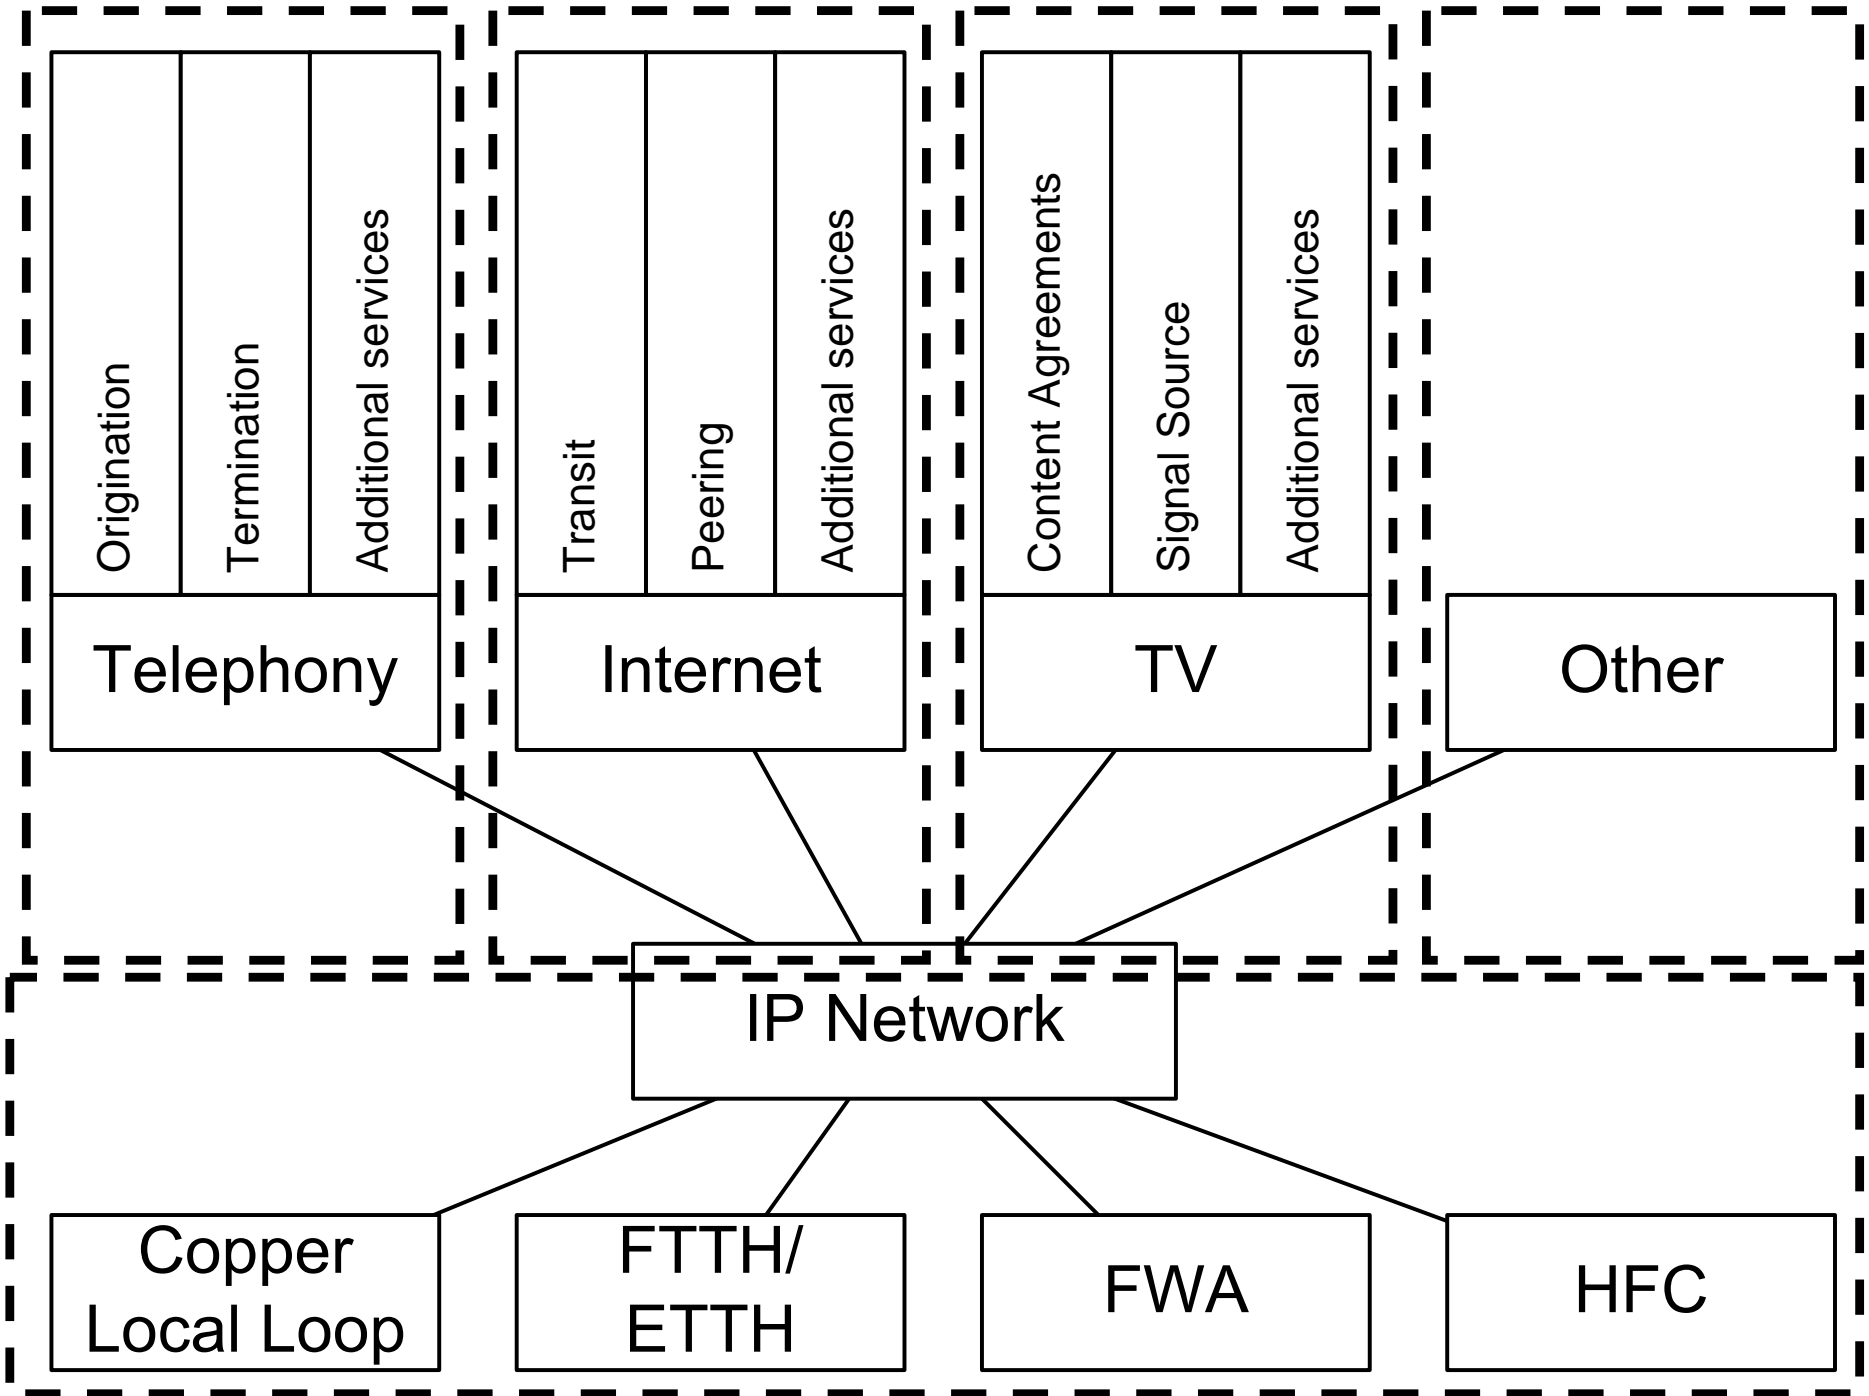 Origination
Termination
Additional services
Transit
Peering
Additional services
Content Agreements
Signal Source
Additional services
Telephony
Internet
TV
Other
IP Network
Copper
Local Loop
FTTH/
ETTH
FWA
HFC